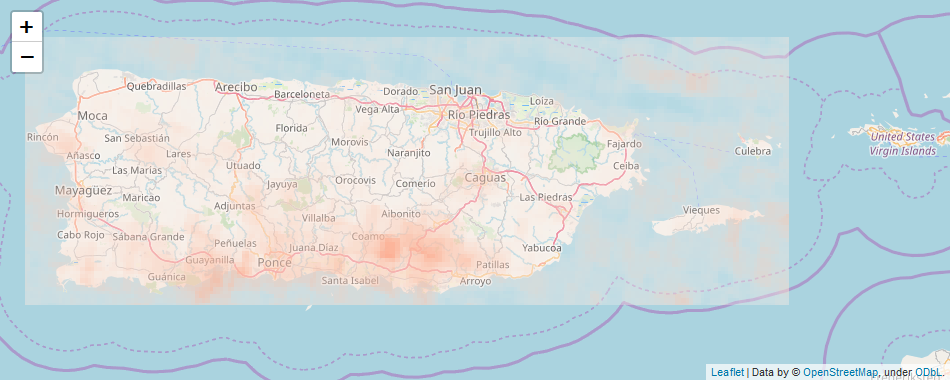 +
−
Quebradillas
Arecibo
Barceloneta
Dorado
San Juan
Vega Alta
Loíza
Moca
Río Piedras
Río Grande
Florida
Trujillo Alto
Rincón
San Sebastián
Morovis
Fajardo
United States
Virgin Islands
Añasco
Lares
Naranjito
Culebra
Las Marías
Utuado
Ceiba
Mayagüez
Jayuya
Orocovis
Comerio
Caguas
Maricao
Las Piedras
Hormigueros
Adjuntas
Villalba
Aibonito
Vieques
Cabo Rojo
Sábana Grande
Peñuelas
Juana Díaz
Coamo
Yabucoa
Guayanilla
Ponce
Patillas
Guánica
Santa Isabel
Arroyo
Leaflet | Data by © OpenStreetMap, under ODbL.